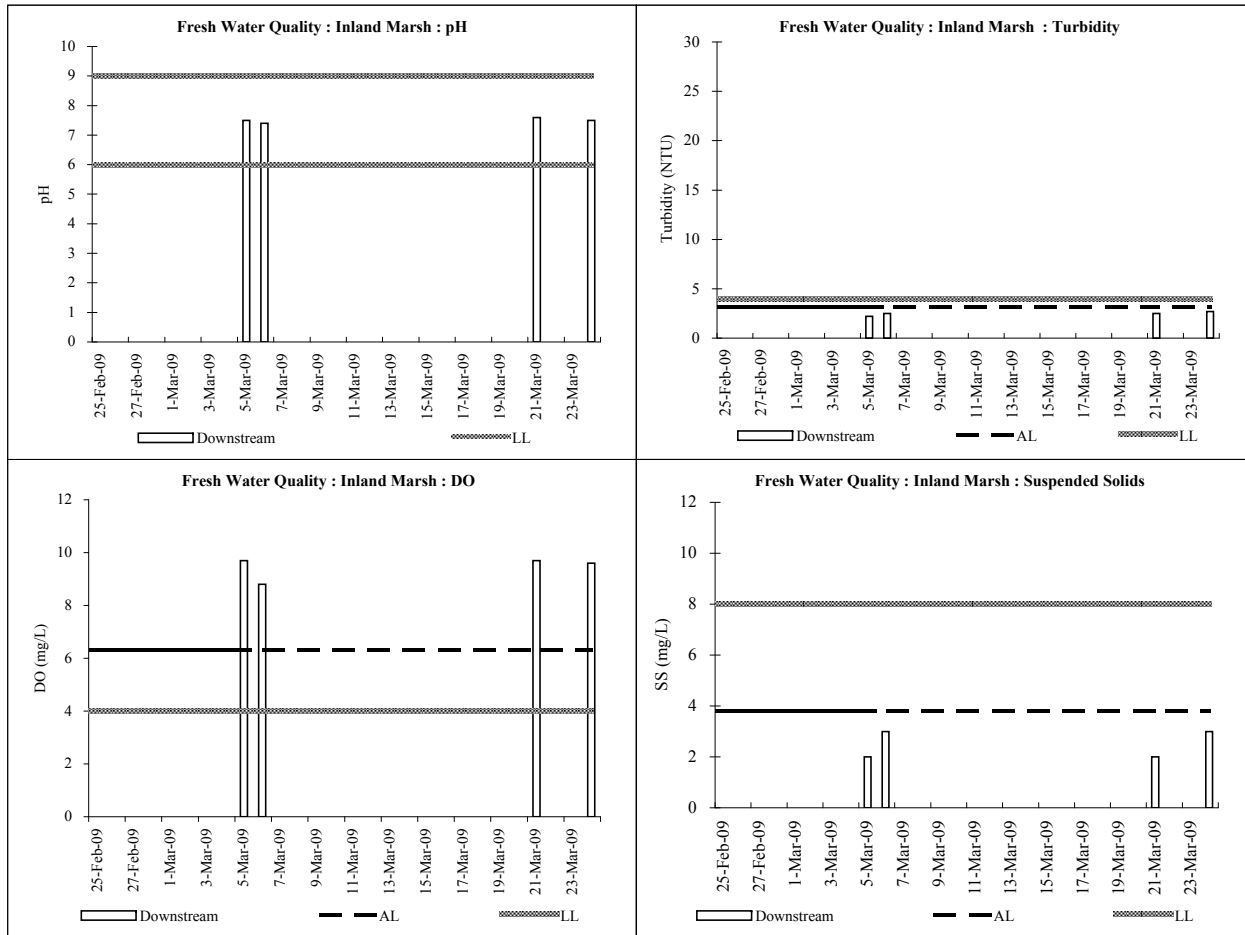 Fresh Water Quality : Inland Marsh : pH
10
9
8
7
6
5
4
3
2
1
0
pH
25-Feb-09
27-Feb-09
1-Mar-09
3-Mar-09
5-Mar-09
7-Mar-09
9-Mar-09
11-Mar-09
13-Mar-09
15-Mar-09
17-Mar-09
19-Mar-09
21-Mar-09
23-Mar-09
Downstream LL
Fresh Water Quality : Inland Marsh : Turbidity
30
25
20
15
10
5
0
Turbidity (NTU)
25-Feb-09
27-Feb-09
1-Mar-09
3-Mar-09
5-Mar-09
7-Mar-09
9-Mar-09
11-Mar-09
13-Mar-09
15-Mar-09
17-Mar-09
19-Mar-09
21-Mar-09
23-Mar-09
Downstream AL LL
Fresh Water Quality : Inland Marsh : DO
12
10
8
6
4
2
0
DO (mg/L)
25-Feb-09
27-Feb-09
1-Mar-09
3-Mar-09
5-Mar-09
7-Mar-09
9-Mar-09
11-Mar-09
13-Mar-09
15-Mar-09
17-Mar-09
19-Mar-09
21-Mar-09
23-Mar-09
Downstream AL LL
Fresh Water Quality : Inland Marsh : Suspended Solids
12
10
8
6
4
2
0
SS (mg/L)
25-Feb-09
27-Feb-09
1-Mar-09
3-Mar-09
5-Mar-09
7-Mar-09
9-Mar-09
11-Mar-09
13-Mar-09
15-Mar-09
17-Mar-09
19-Mar-09
21-Mar-09
23-Mar-09
Downstream AL LL